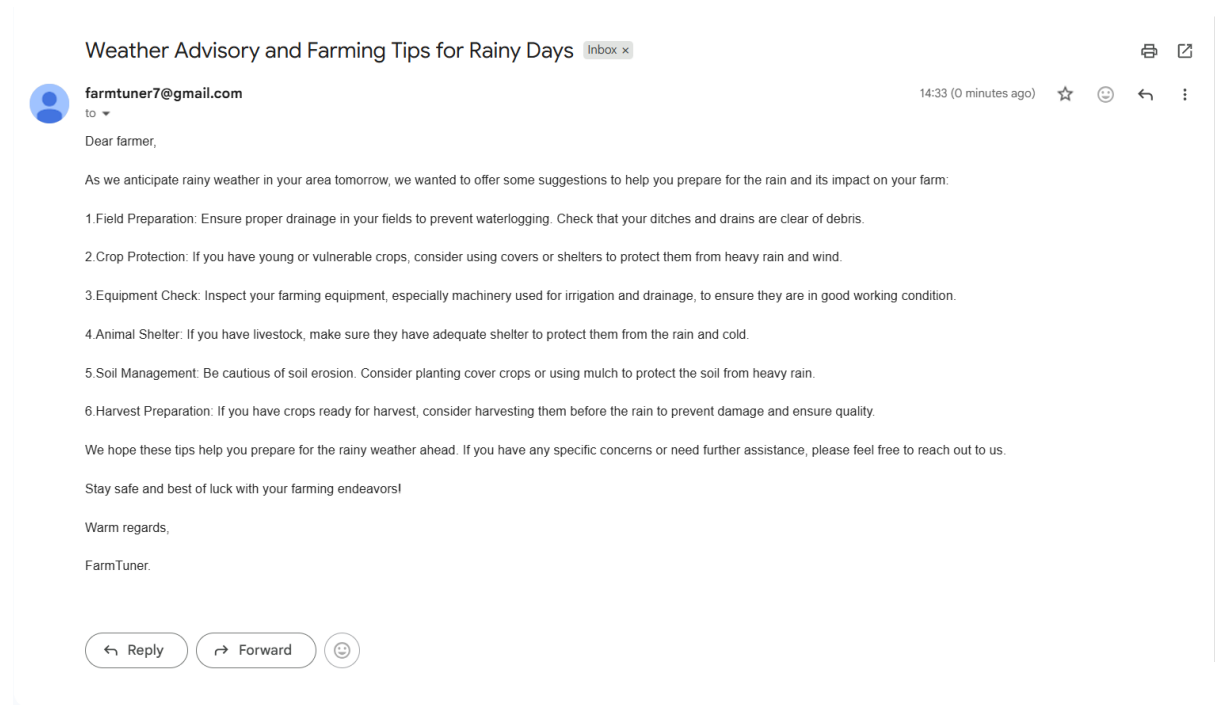 Weather Advisory and Farming Tips for Rainy Days Inbox ×
farmtuner7@gmail.com 14:33 (0 minutes ago)
to
Dear farmer,
As we anticipate rainy weather in your area tomorrow, we wanted to offer some suggestions to help you prepare for the rain and its impact on your farm:
1.Field Preparation: Ensure proper drainage in your fields to prevent waterlogging. Check that your ditches and drains are clear of debris.
2.Crop Protection: If you have young or vulnerable crops, consider using covers or shelters to protect them from heavy rain and wind.
3.Equipment Check: Inspect your farming equipment, especially machinery used for irrigation and drainage, to ensure they are in good working condition.
4.Animal Shelter: If you have livestock, make sure they have adequate shelter to protect them from the rain and cold.
5.Soil Management: Be cautious of soil erosion. Consider planting cover crops or using mulch to protect the soil from heavy rain.
6.Harvest Preparation: If you have crops ready for harvest, consider harvesting them before the rain to prevent damage and ensure quality.
We hope these tips help you prepare for the rainy weather ahead. If you have any specific concerns or need further assistance, please feel free to reach out to us.
Stay safe and best of luck with your farming endeavors!
Warm regards,
FarmTuner.
Reply Forward